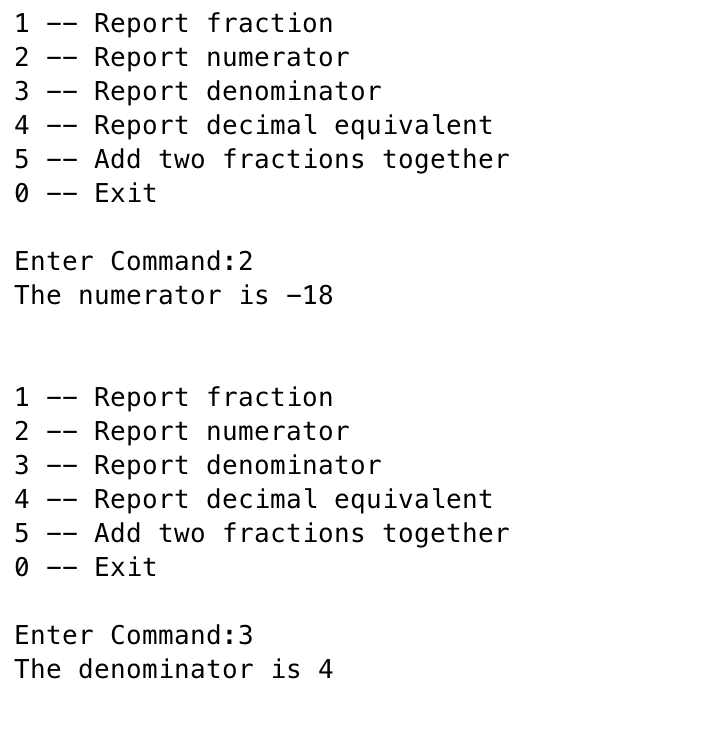 1 -- Report fraction
2 -- Report numerator
3 -- Report denominator
4 -- Report decimal equivalent
5 -- Add two fractions together
0 -- Exit
Enter Command:2
The numerator is -18
1 -- Report fraction
2 -- Report numerator
3 -- Report denominator
4 -- Report decimal equivalent
5 -- Add two fractions together
0 -- Exit
Enter Command:3
The denominator is 4